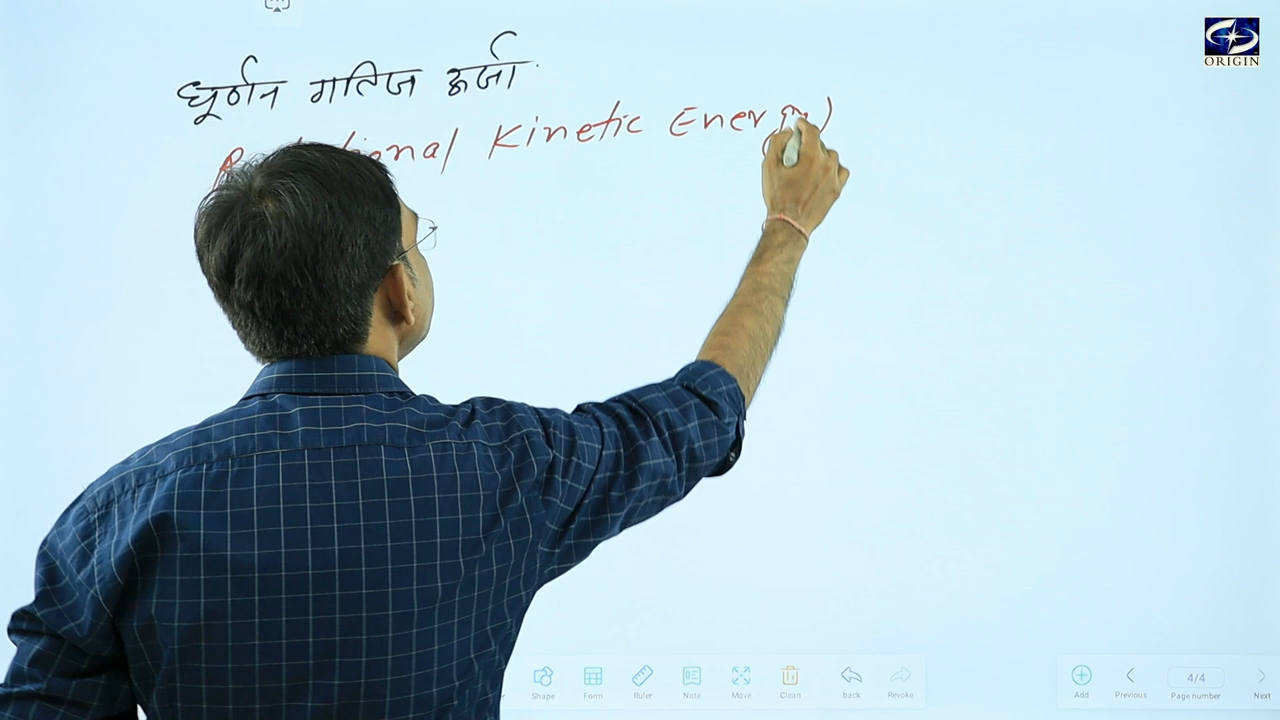 ORIGIN
घूर्णन गतिज ऊर्जा
Kinetic Energy)
Shape Form Ruler Note Move Clean back Revoke Add Previous 4/4 Page number Next